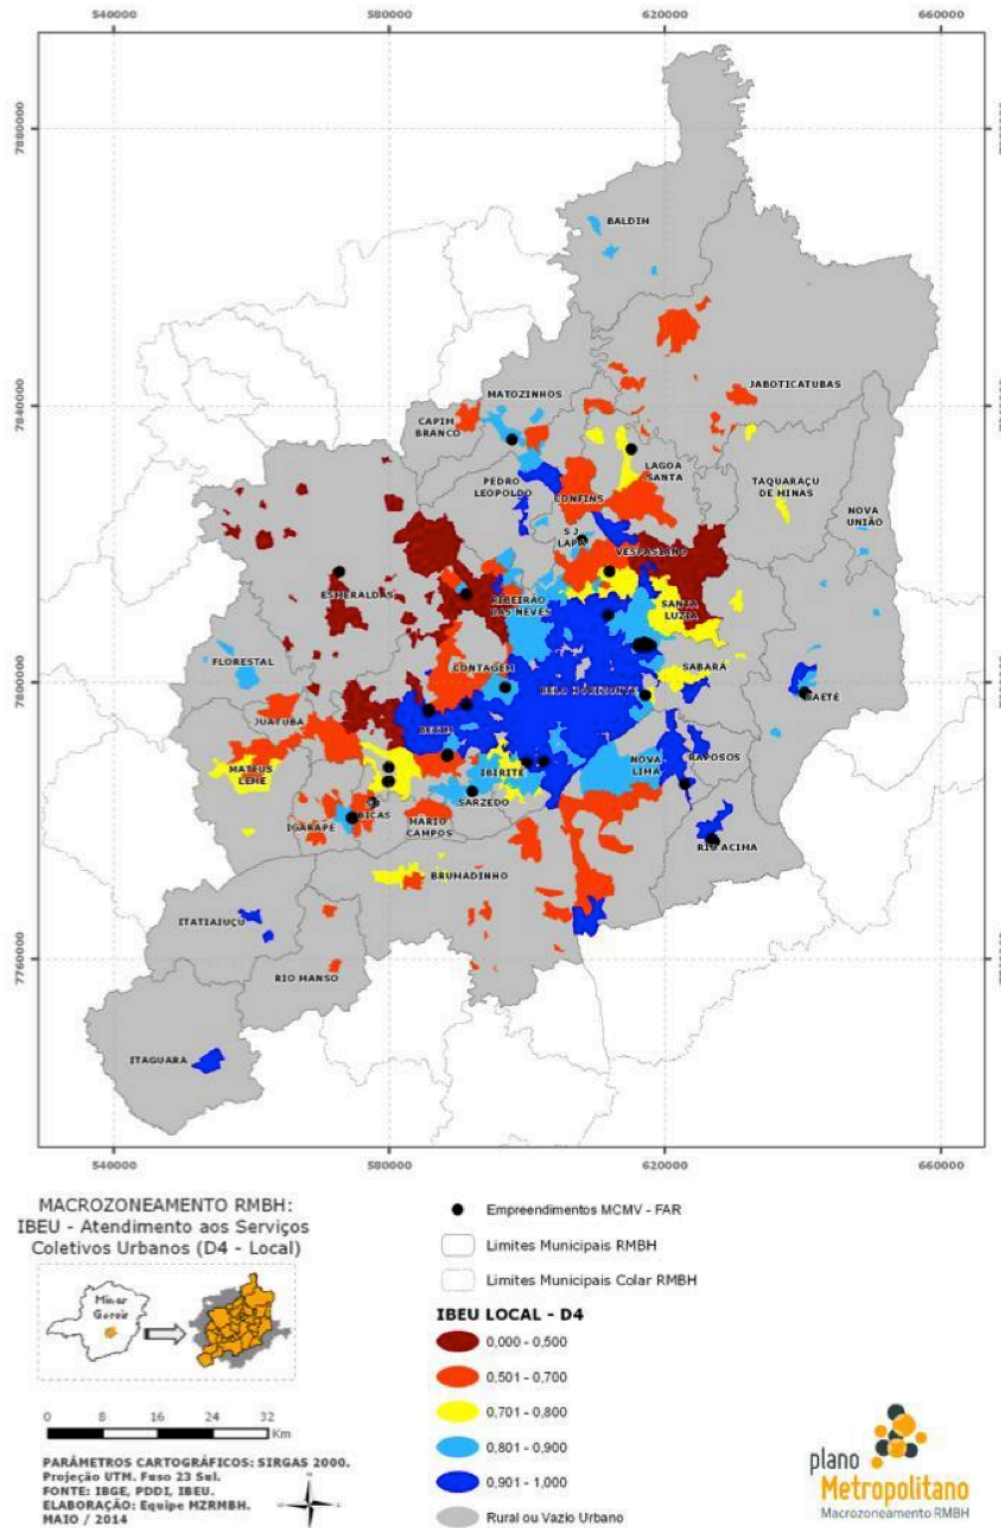 540000 580000 620000 660000
7880000
BALDIM
JABOTICATUBAS
7840000
MATOZINHOS
CAPIM
BRANCO
LAGOA
SANTA
PEDRO
LEOPOLDO
CONFINS
TAQUARAÇU
DE MINAS
NOVA
UNIÃO
S J
LAPA
VESPASIANO
ESMERALDAS
RIBEIRÃO
DAS NEVES
SANTA
LUZIA
FLORESTAL
CONTAGEM
SABARÁ
7800000
BELO HORIZONTE
CAETÉ
JUATUBA
BETIM
MATEUS
LEME
IBIRITÉ
NOVA
LIMA
RAPOSOS
SARZEDO
IGARAPÉ
BICAS
MÁRIO
CAMPOS
RIO ACIMA
BRUMADINHO
ITATIAIUÇU
7760000
RIO MANSO
ITAGUARA
540000 580000 620000 660000
MACROZONEAMENTO RMBH:
IBEU - Atendimento aos Serviços
Coletivos Urbanos (D4 - Local)
Minas
Gerais
0 8 16 24 32
Km
PARÂMETROS CARTOGRÁFICOS: SIRGAS 2000.
Projeção UTM. Fuso 23 Sul.
FONTE: IBGE, PDDI, IBEU.
ELABORAÇÃO: Equipe MZRMBH.
MAIO / 2014
Empreendimentos MCMV - FAR
Limites Municipais RMBH
Limites Municipais Colar RMBH
IBEU LOCAL - D4
0,000 - 0,500
0,501 - 0,700
0,701 - 0,800
0,801 - 0,900
0,901 - 1,000
Rural ou Vazio Urbano
plano
Metropolitano
Macrozoneamento RMBH